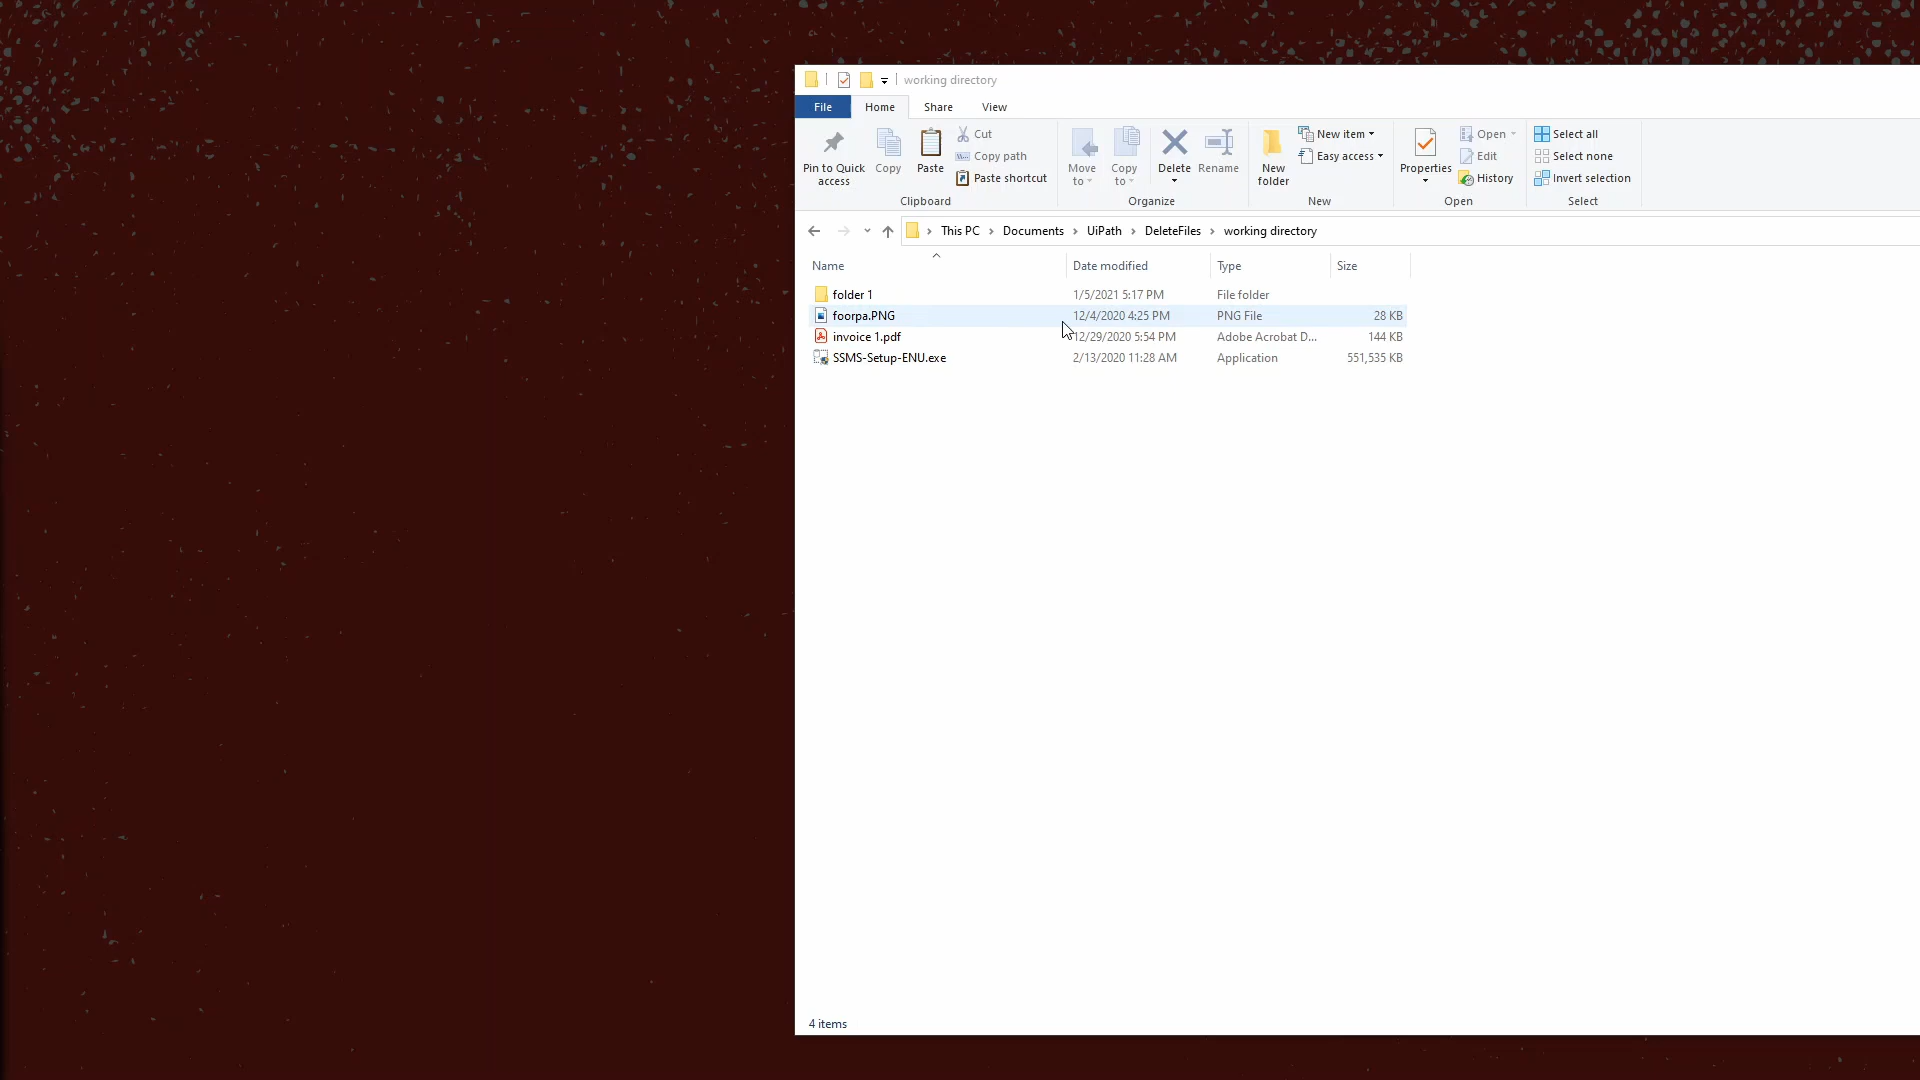 working directory
File Home Share View
Pin to Quick access
Copy
Paste
Cut
Copy path
Paste shortcut
Clipboard
Move to
Copy to
Delete
Rename
Organize
New folder
New item
Easy access
New
Properties
Open
Edit
History
Open
Select all
Select none
Invert selection
Select
This PC > Documents > UiPath > DeleteFiles > working directory
Name Date modified Type Size
folder 1 1/5/2021 5:17 PM File folder
foorpa.PNG 12/4/2020 4:25 PM PNG File 28 KB
invoice 1.pdf 12/29/2020 5:54 PM Adobe Acrobat D... 144 KB
SSMS-Setup-ENU.exe 2/13/2020 11:28 AM Application 551,535 KB
4 items